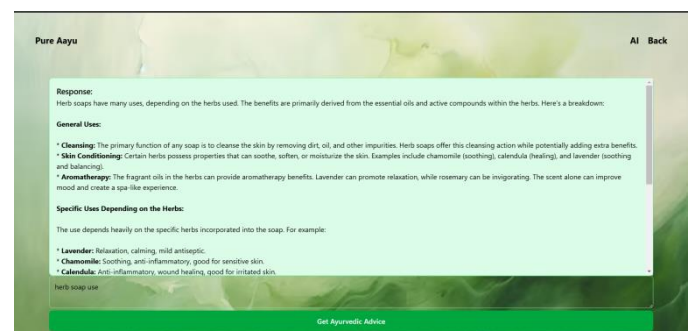 Pure Aayu
AI Back
Response:
Herb soaps have many uses, depending on the herbs used. The benefits are primarily derived from the essential oils and active compounds within the herbs. Here's a breakdown:
General Uses:
* Cleansing: The primary function of any soap is to cleanse the skin by removing dirt, oil, and other impurities. Herb soaps offer this cleansing action while potentially adding extra benefits.
* Skin Conditioning: Certain herbs possess properties that can soothe, soften, or moisturize the skin. Examples include chamomile (soothing), calendula (healing), and lavender (soothing
and balancing).
* Aromatherapy: The fragrant oils in the herbs can provide aromatherapy benefits. Lavender can promote relaxation, while rosemary can be invigorating. The scent alone can improve
mood and create a spa-like experience.
Specific Uses Depending on the Herbs:
The use depends heavily on the specific herbs incorporated into the soap. For example:
* Lavender: Relaxation, calming, mild antiseptic.
* Chamomile: Soothing, anti-inflammatory, good for sensitive skin.
* Calendula: Anti-inflammatory, wound healing, good for irritated skin.
herb soap use
Get Ayurvedic Advice